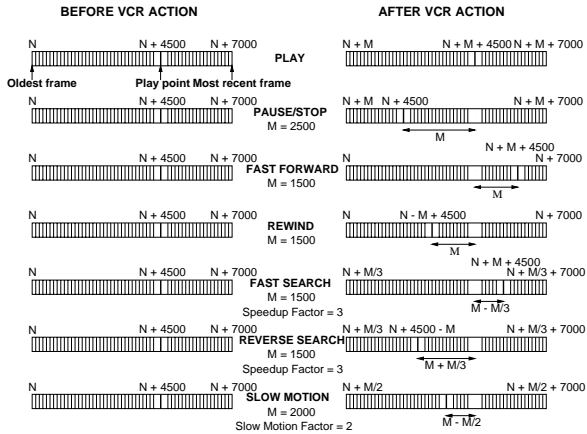 BEFORE VCR ACTION AFTER VCR ACTION
N N + 4500 N + 7000 N + M N + M + 4500 N + M + 7000
PLAY
Oldest frame Play point Most recent frame
N N + 4500 N + 7000 N + M N + 4500 N + M + 7000
PAUSE/STOP
M = 2500
M
N + M + 4500
N N + 4500 N + 7000 N N + 7000
FAST FORWARD
M = 1500
M
N N + 4500 N + 7000 N N - M + 4500 N + 7000
REWIND
M = 1500
M
N + M + 4500
N N + 4500 N + 7000 N + M/3 N + M/3 + 7000
FAST SEARCH
M = 1500
Speedup Factor = 3
M - M/3
N N + 4500 N + 7000 N + M/3 N + 4500 - M N + M/3 + 7000
REVERSE SEARCH
M = 1500
Speedup Factor = 3
M + M/3
N N + 4500 N + 7000 N + M/2 N + M/2 + 7000
SLOW MOTION
M = 2000
Slow Motion Factor = 2
M - M/2